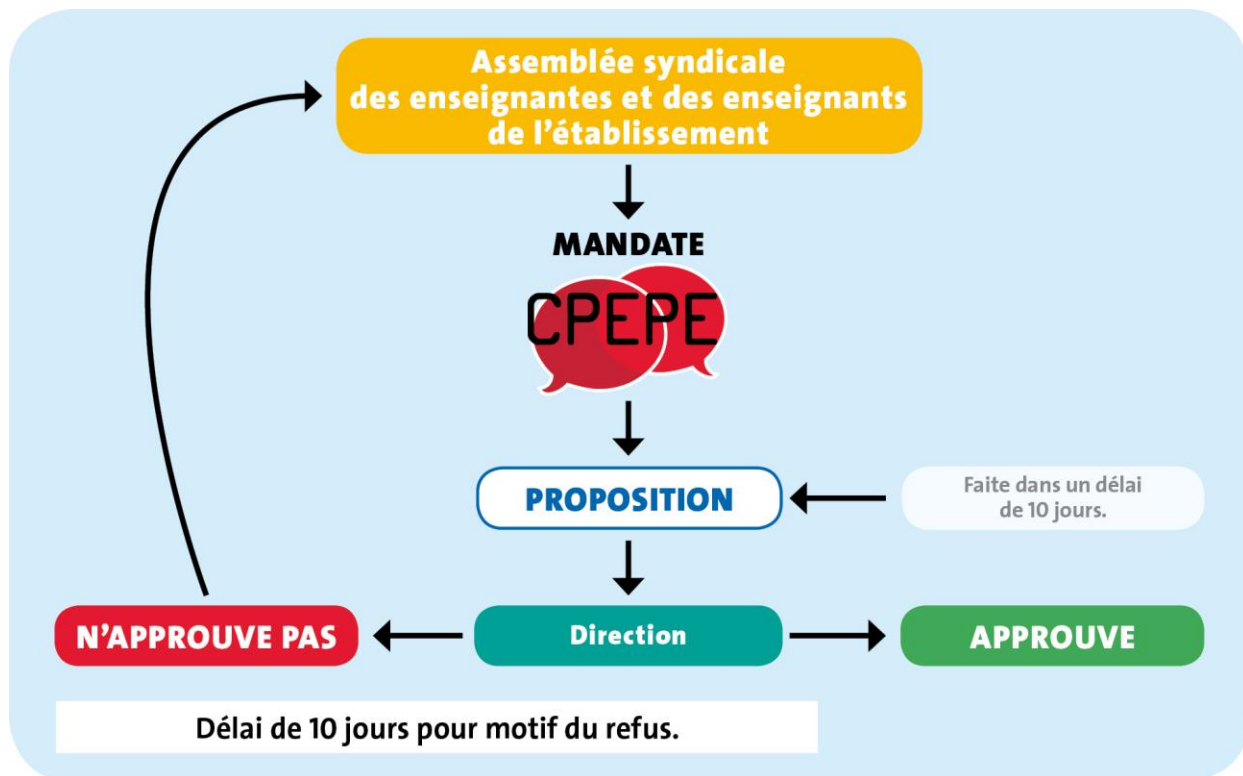 Assemblée syndicale
des enseignantes et des enseignants
de l'établissement
MANDATE
CPEPE
PROPOSITION
Faite dans un délai
de 10 jours.
N'APPROUVE PAS
Direction
APPROUVE
Délai de 10 jours pour motif du refus.